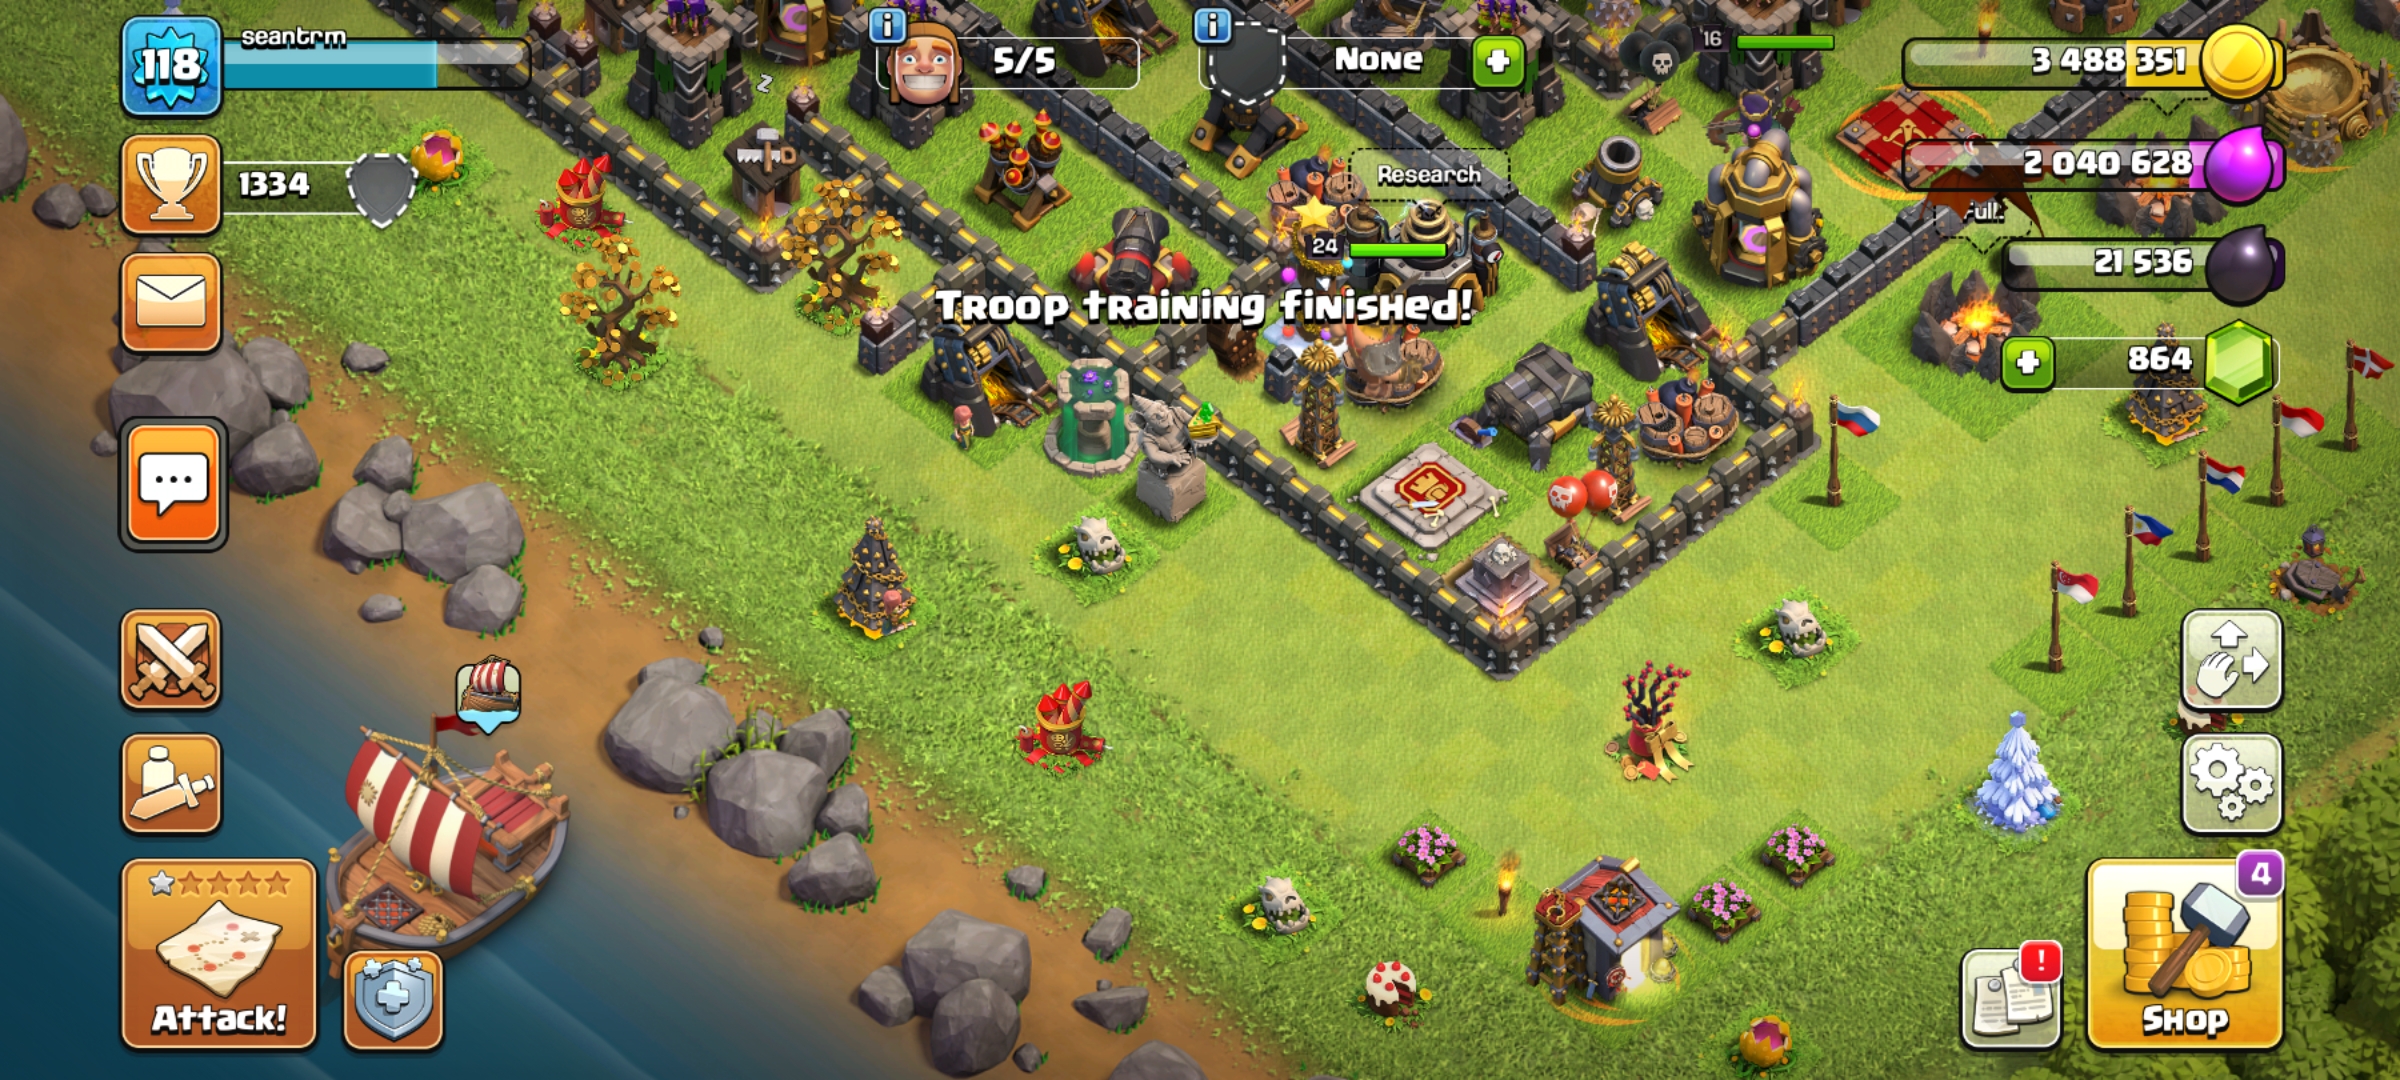 118
seantrm
5/5
None
16
3 488 351
z
1334
Research
2 040 628
Full!
24
21 536
Troop training finished!
864
4
Attack!
!
Shop